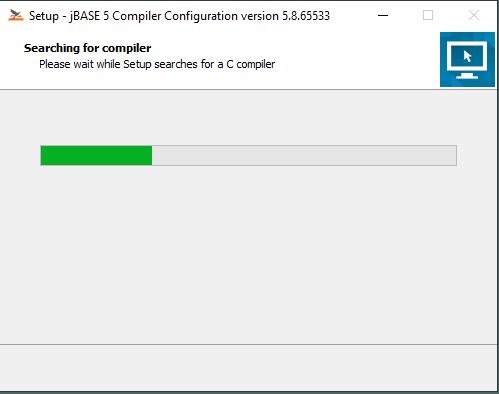 Setup - jBASE 5 Compiler Configuration version 5.8.65533
Searching for compiler
Please wait while Setup searches for a C compiler